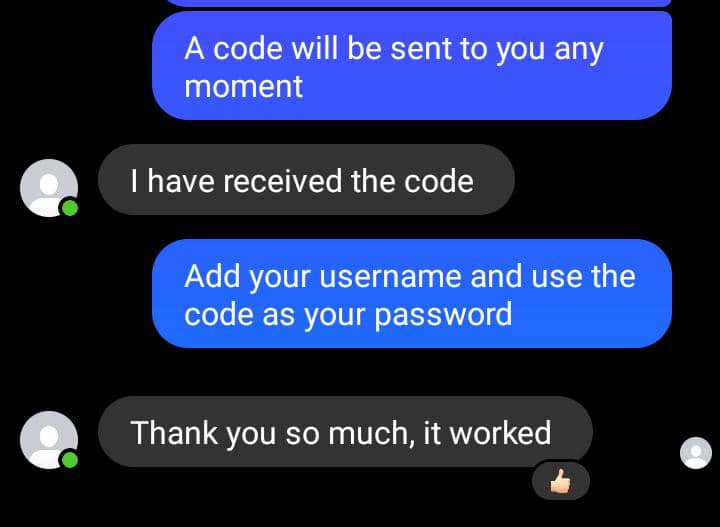 A code will be sent to you any
moment
I have received the code
Add your username and use the
code as your password
Thank you so much, it worked